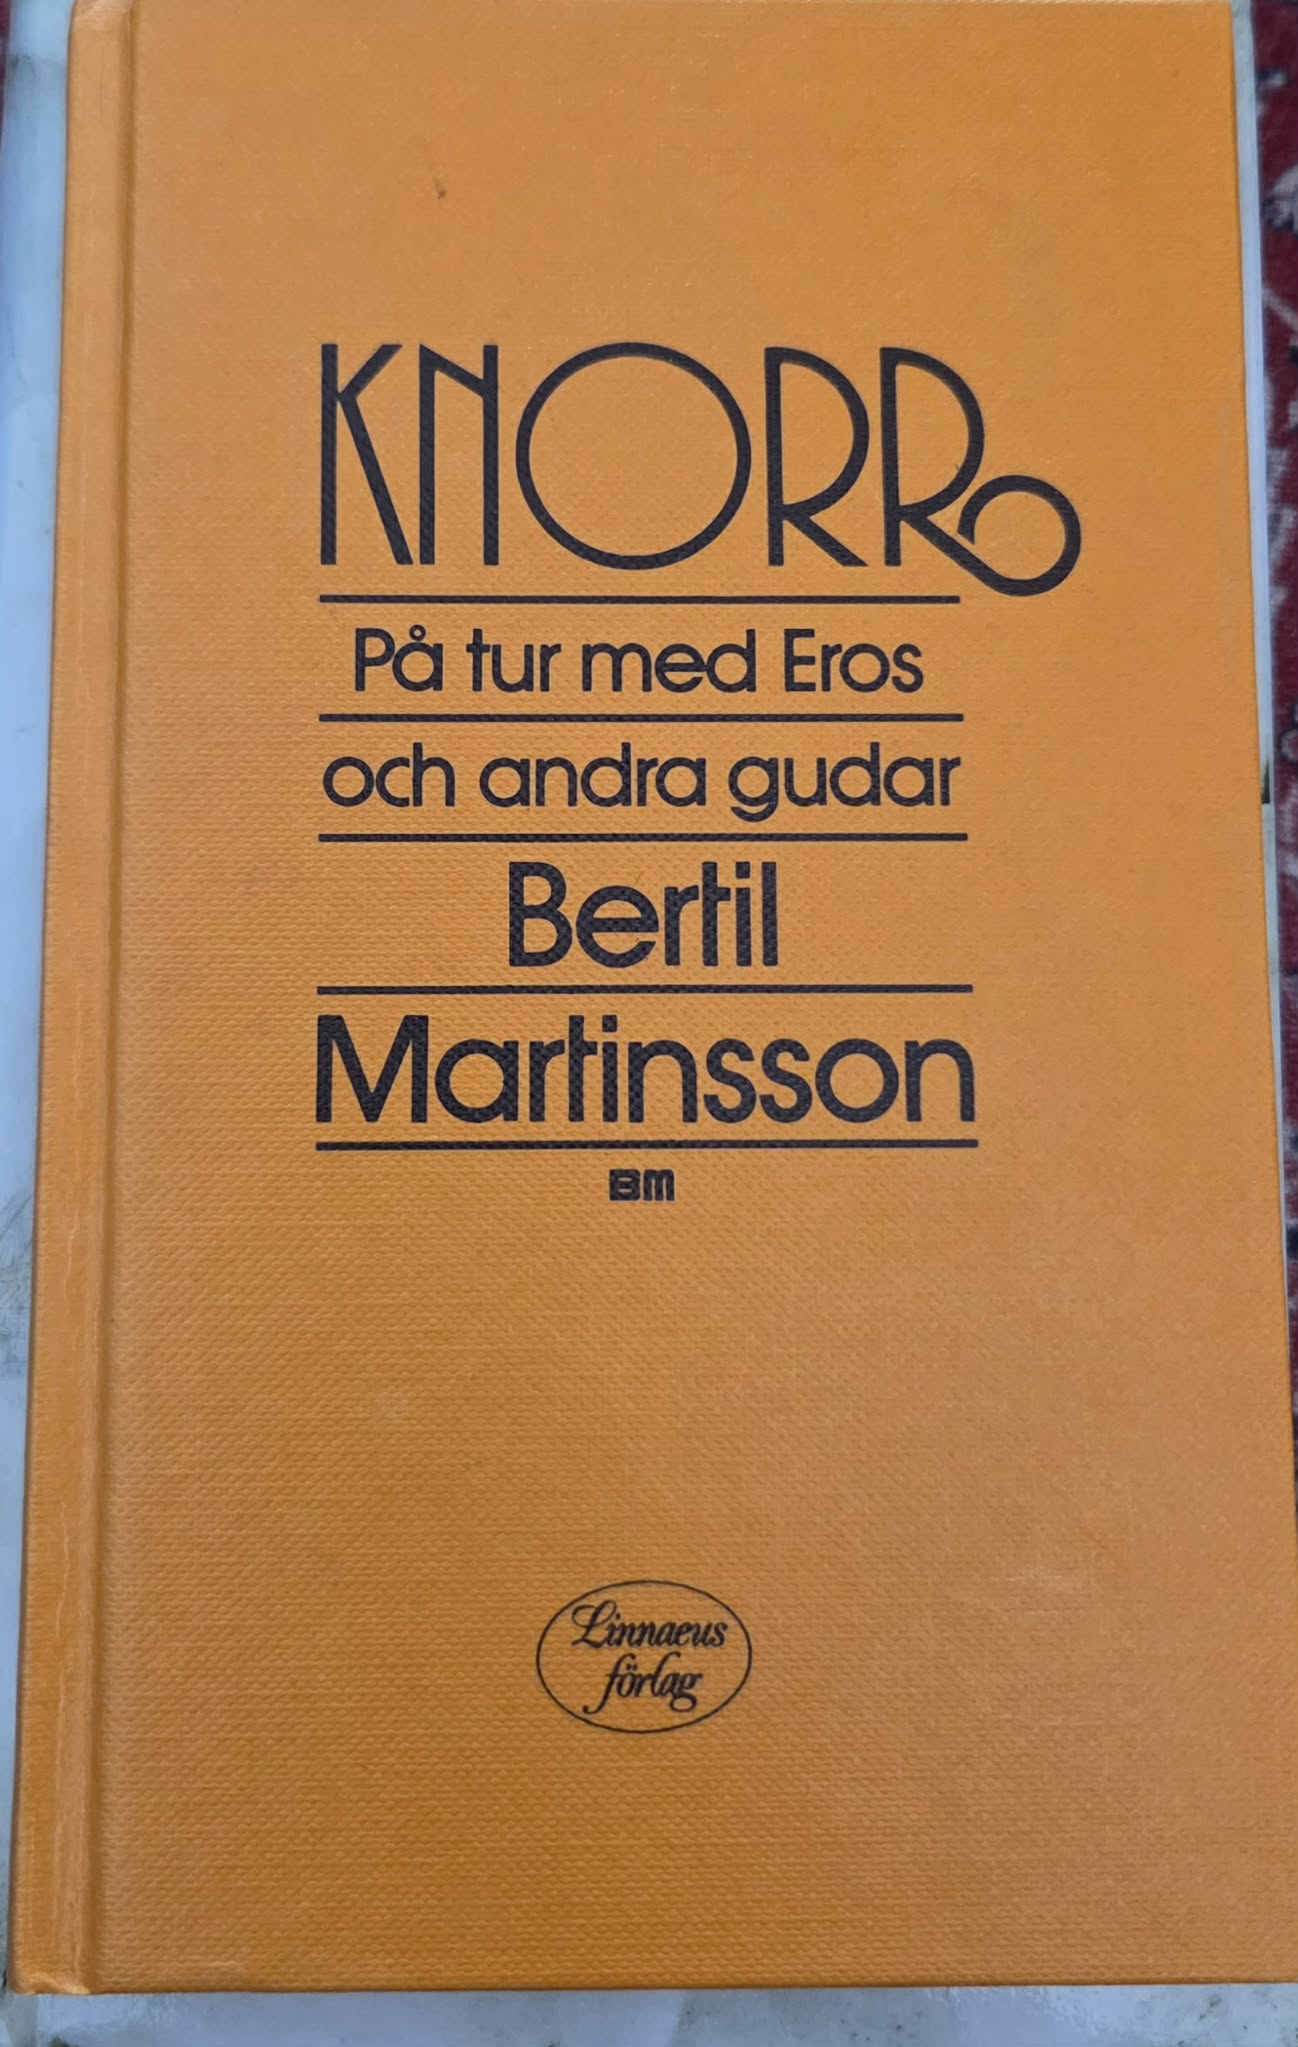 KNORR
På tur med Eros
och andra gudar
Bertil
Martinsson
BM
Linnaeus
förlag